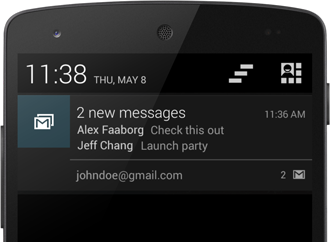 11:38 THU, MAY 8
2 new messages 11:36 AM
Alex Faaborg Check this out
Jeff Chang Launch party
johndoe@gmail.com 2